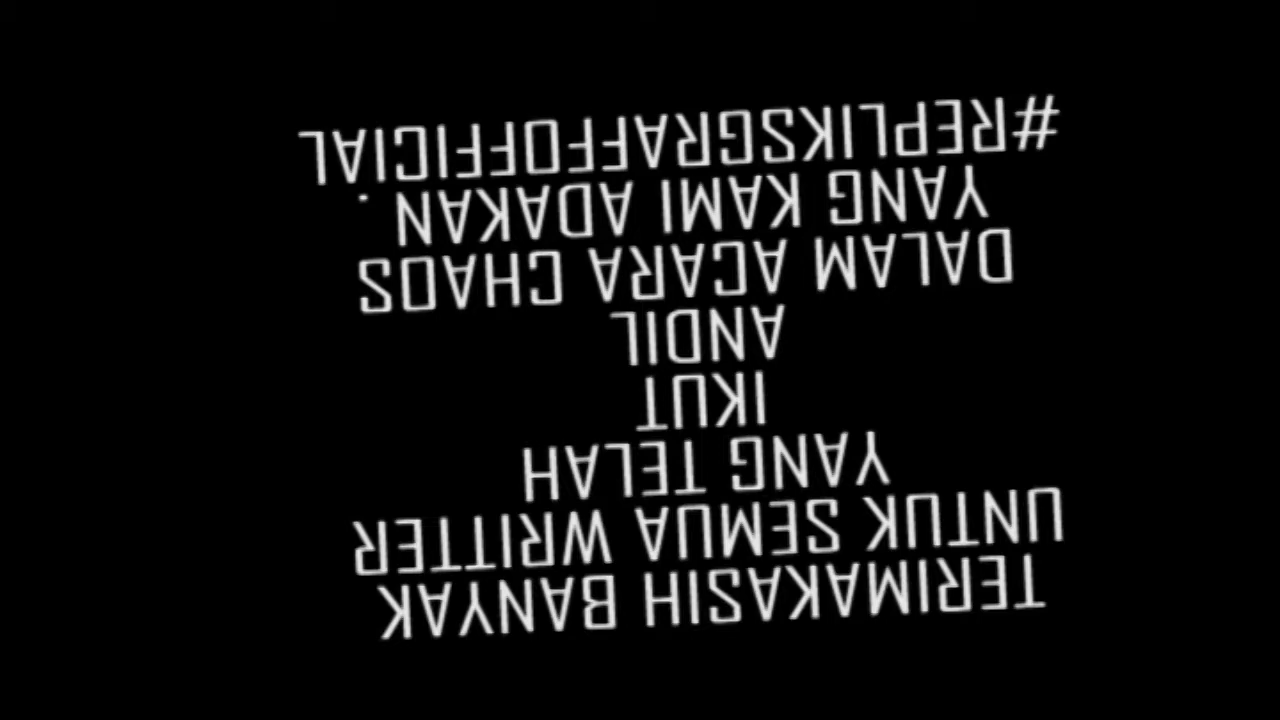 TERIMAKASIH BANYAK
UNTUK SEMUA WRITTER
YANG TELAH
IKUT
ANDIL
DALAM ACARA CHAOS
YANG KAMI ADAKAN .
#REPLIKSGRAFFOFFICIAL